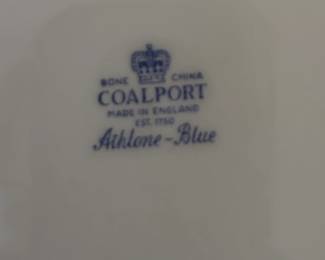 BONE CHINA
COALPORT
MADE IN ENGLAND
EST. 1750
Athlone-Blue